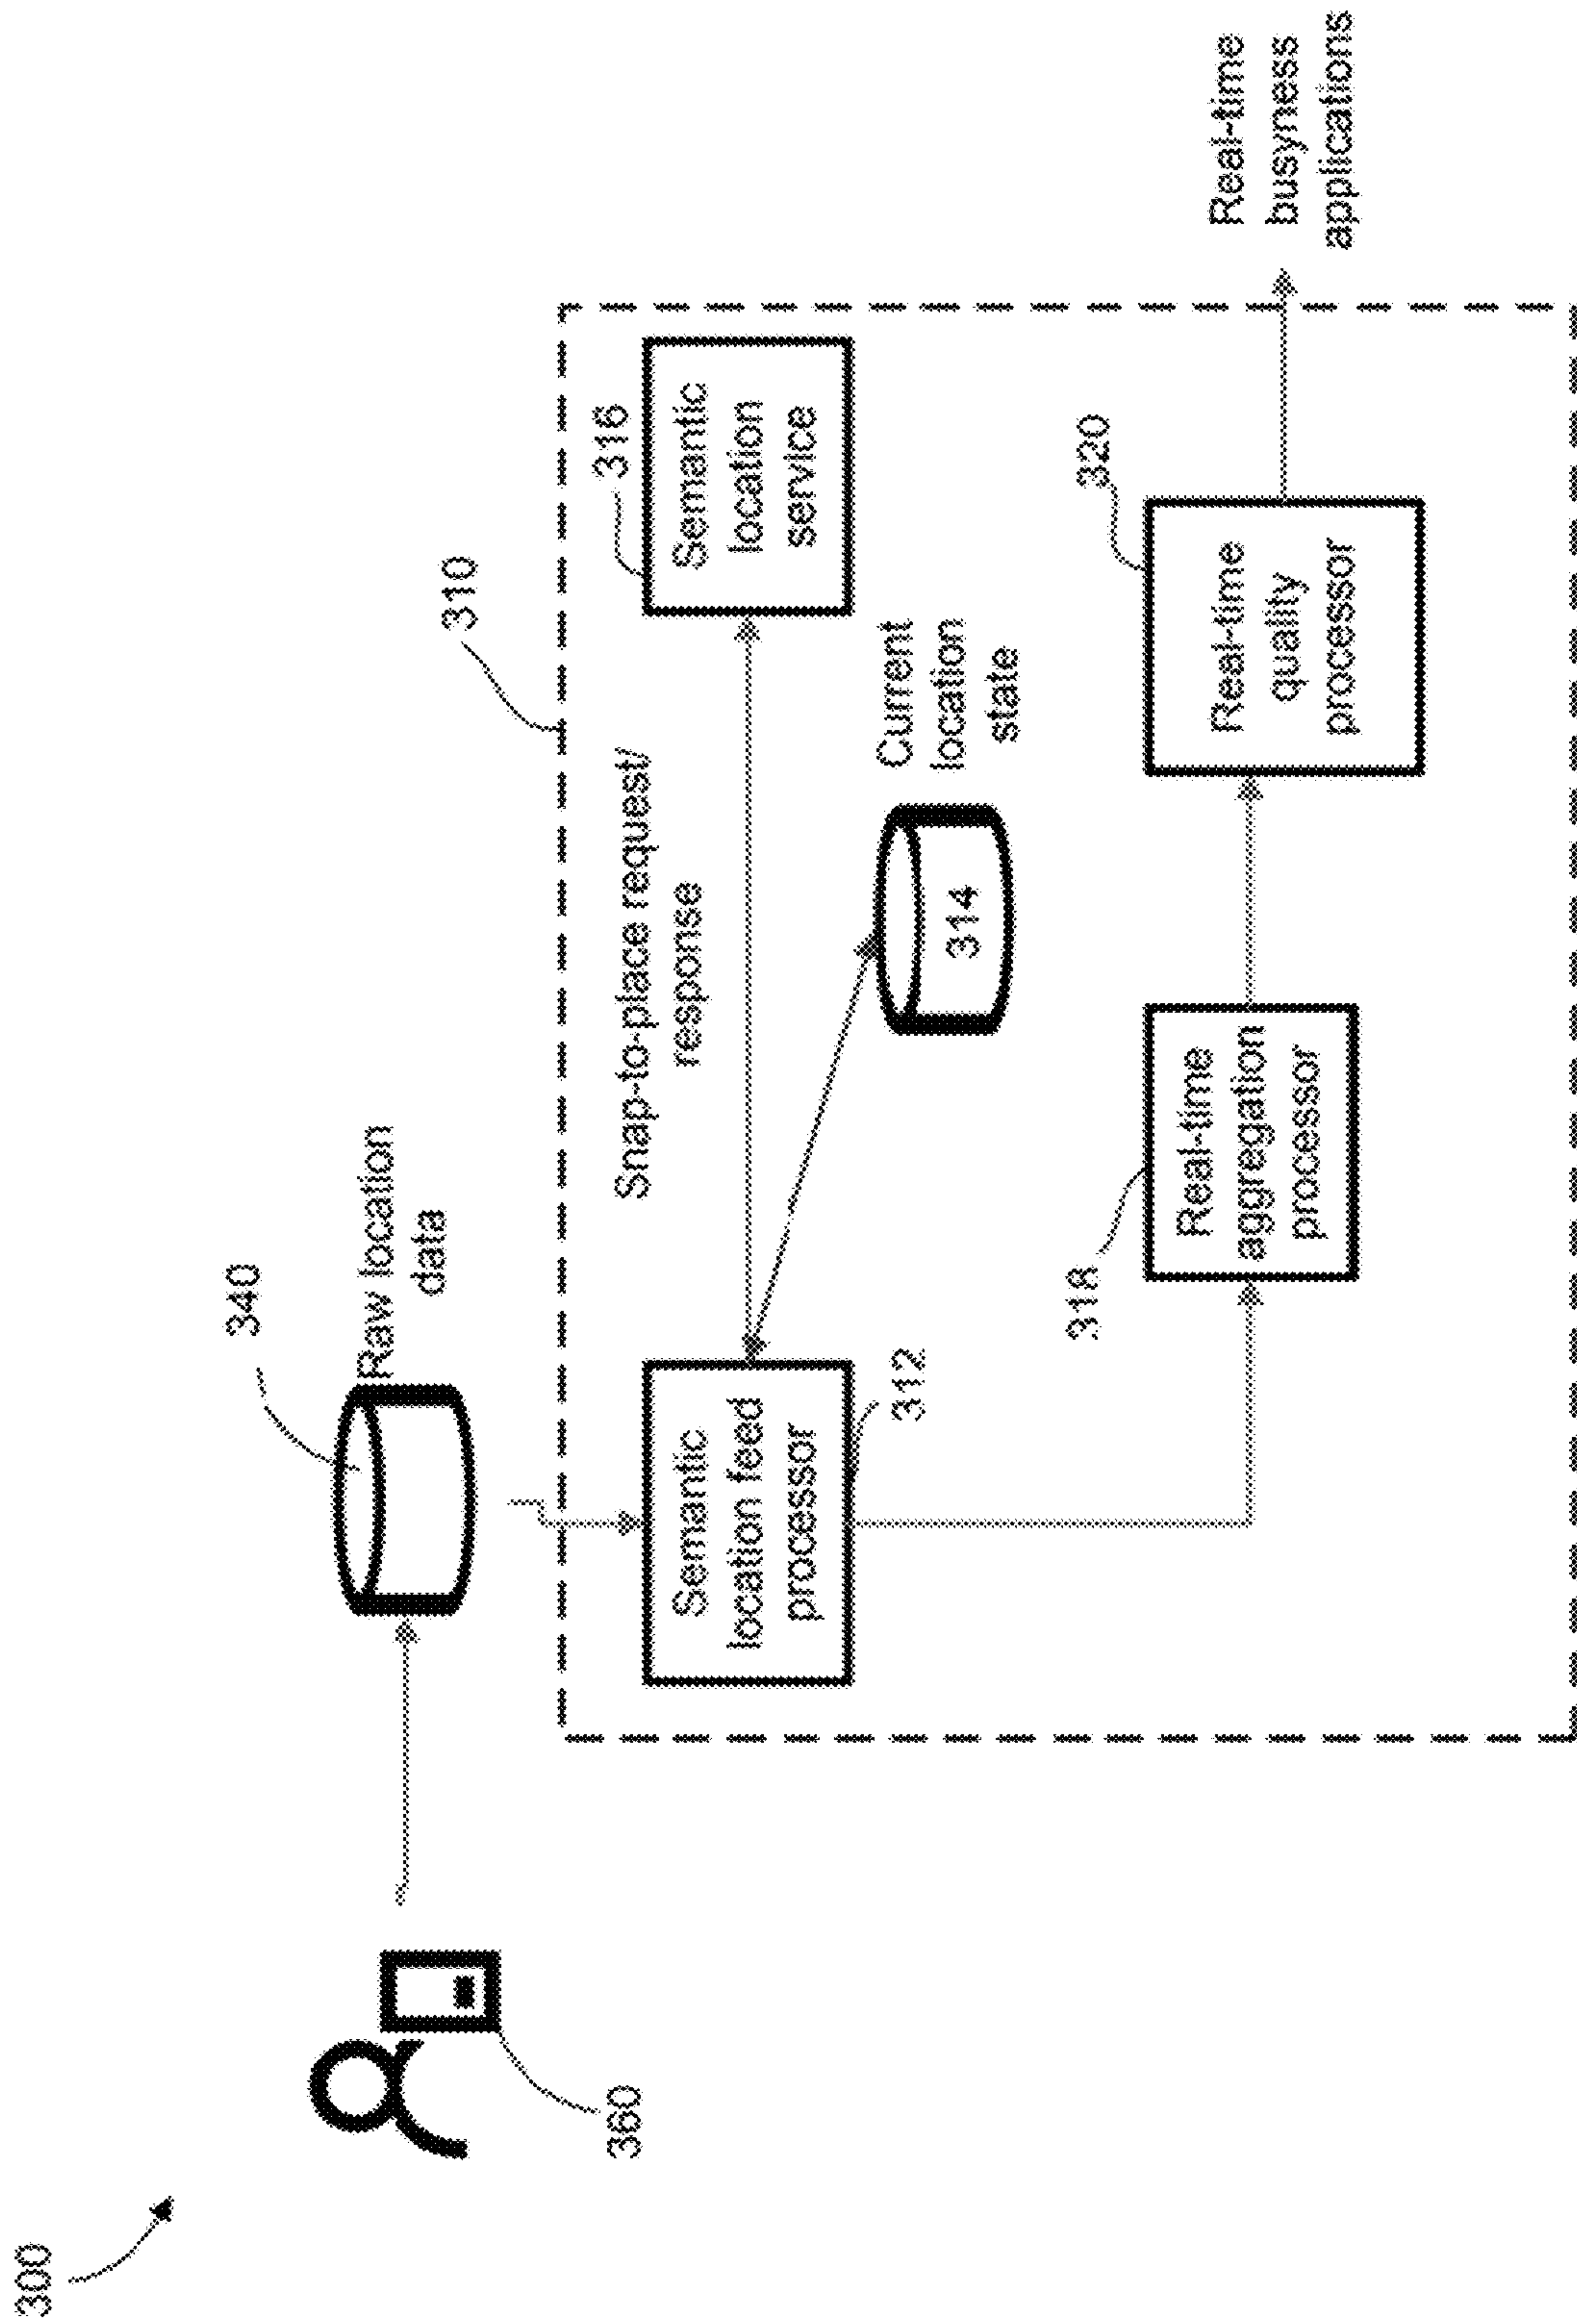 300
360
340
Raw location
data
310
Snap-to-place request/
response
316
Semantic
location
service
Semantic
location feed
processor
312
314
Current
location
state
318
Real-time
aggregation
processor
320
Real-time
quality
processor
Real-time
busyness
applications